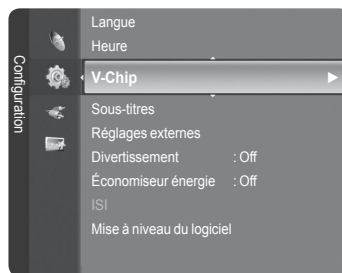 Configuration
Langue
Heure
V-Chip
Sous-titres
Réglages externes
Divertissement : Off
Économiseur énergie : Off
ISI
Mise à niveau du logiciel